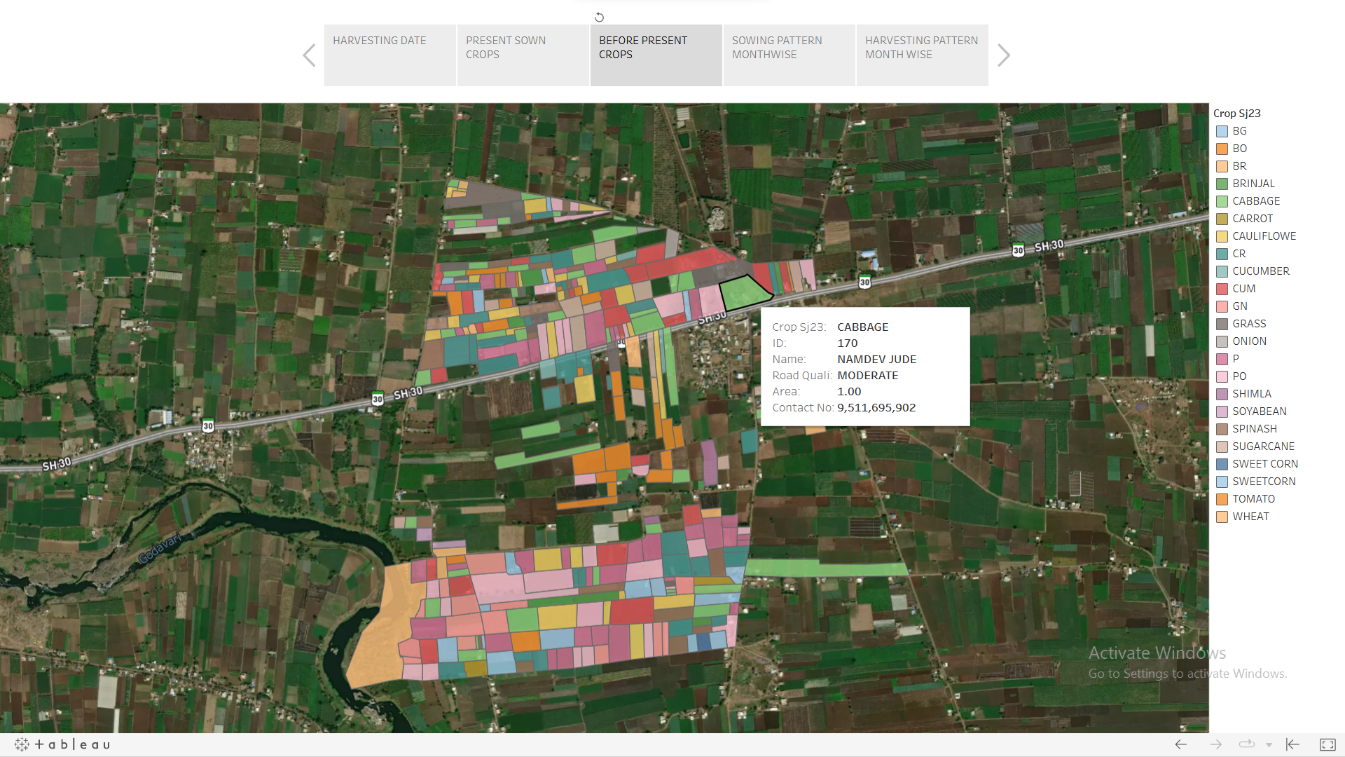 HARVESTING DATE
PRESENT SOWN
CROPS
BEFORE PRESENT
CROPS
SOWING PATTERN
MONTHWISE
HARVESTING PATTERN
MONTH WISE
Crop Sj23
BG
BO
BR
BRINJAL
CABBAGE
CARROT
CAULIFLOWE
CR
CUCUMBER
CUM
GN
GRASS
ONION
P
PO
SHIMLA
SOYABEAN
SPINASH
SUGARCANE
SWEET CORN
SWEETCORN
TOMATO
WHEAT
30 SH 30
30
SH 30
30
30 SH 30
30
SH 30
Godavari
Crop Sj23: CABBAGE
ID: 170
Name: NAMDEV JUDE
Road Quali: MODERATE
Area: 1.00
Contact No: 9,511,695,902
Activate Windows
Go to Settings to activate Windows.
+ a b l e a u